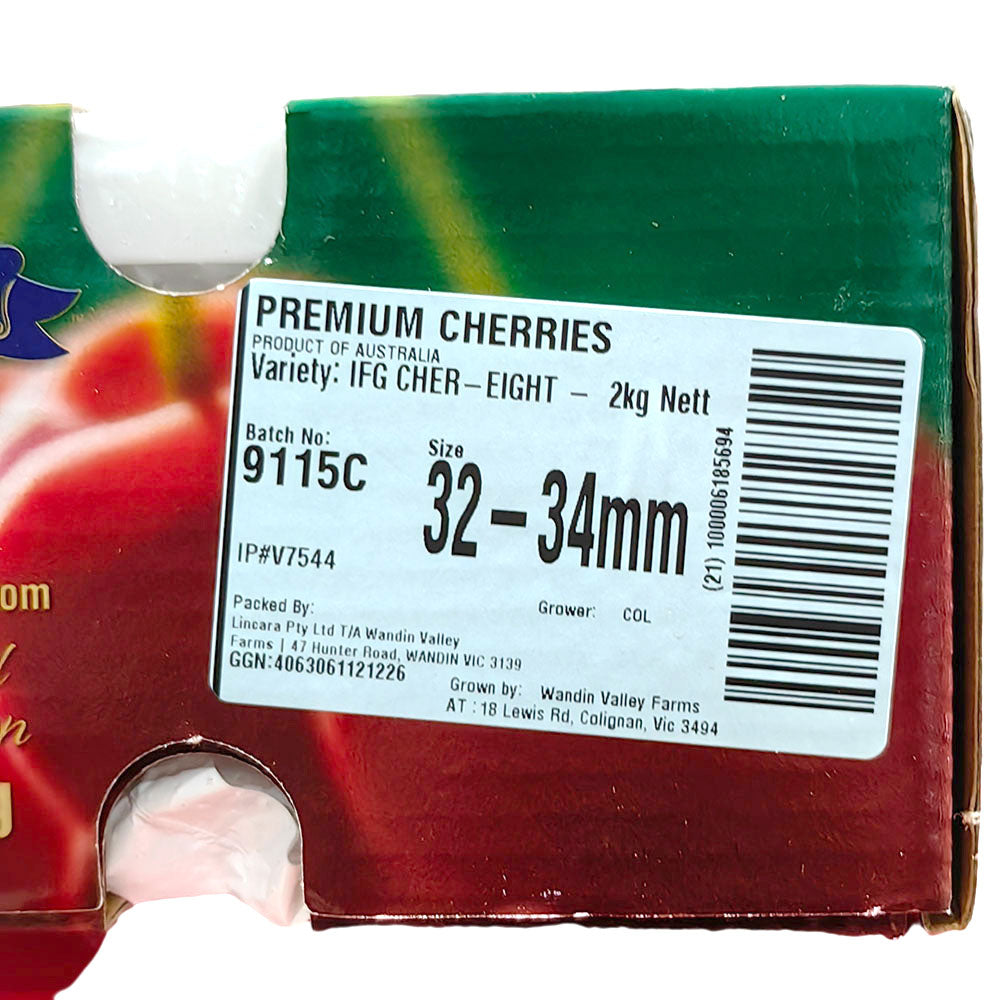 PREMIUM CHERRIES
PRODUCT OF AUSTRALIA
Variety: IFG CHER-EIGHT - 2kg Nett
Batch No:
9115C
Size
32-34mm
(21) 100006185694
IP#V7544
Grower: COL
Packed By:
Lincara Pty Ltd T/A Wandin Valley
Farms | 47 Hunter Road, WANDIN VIC 3139
GGN:4063061121226
Grown by: Wandin Valley Farms
AT : 18 Lewis Rd, Colignan, Vic 3494
om